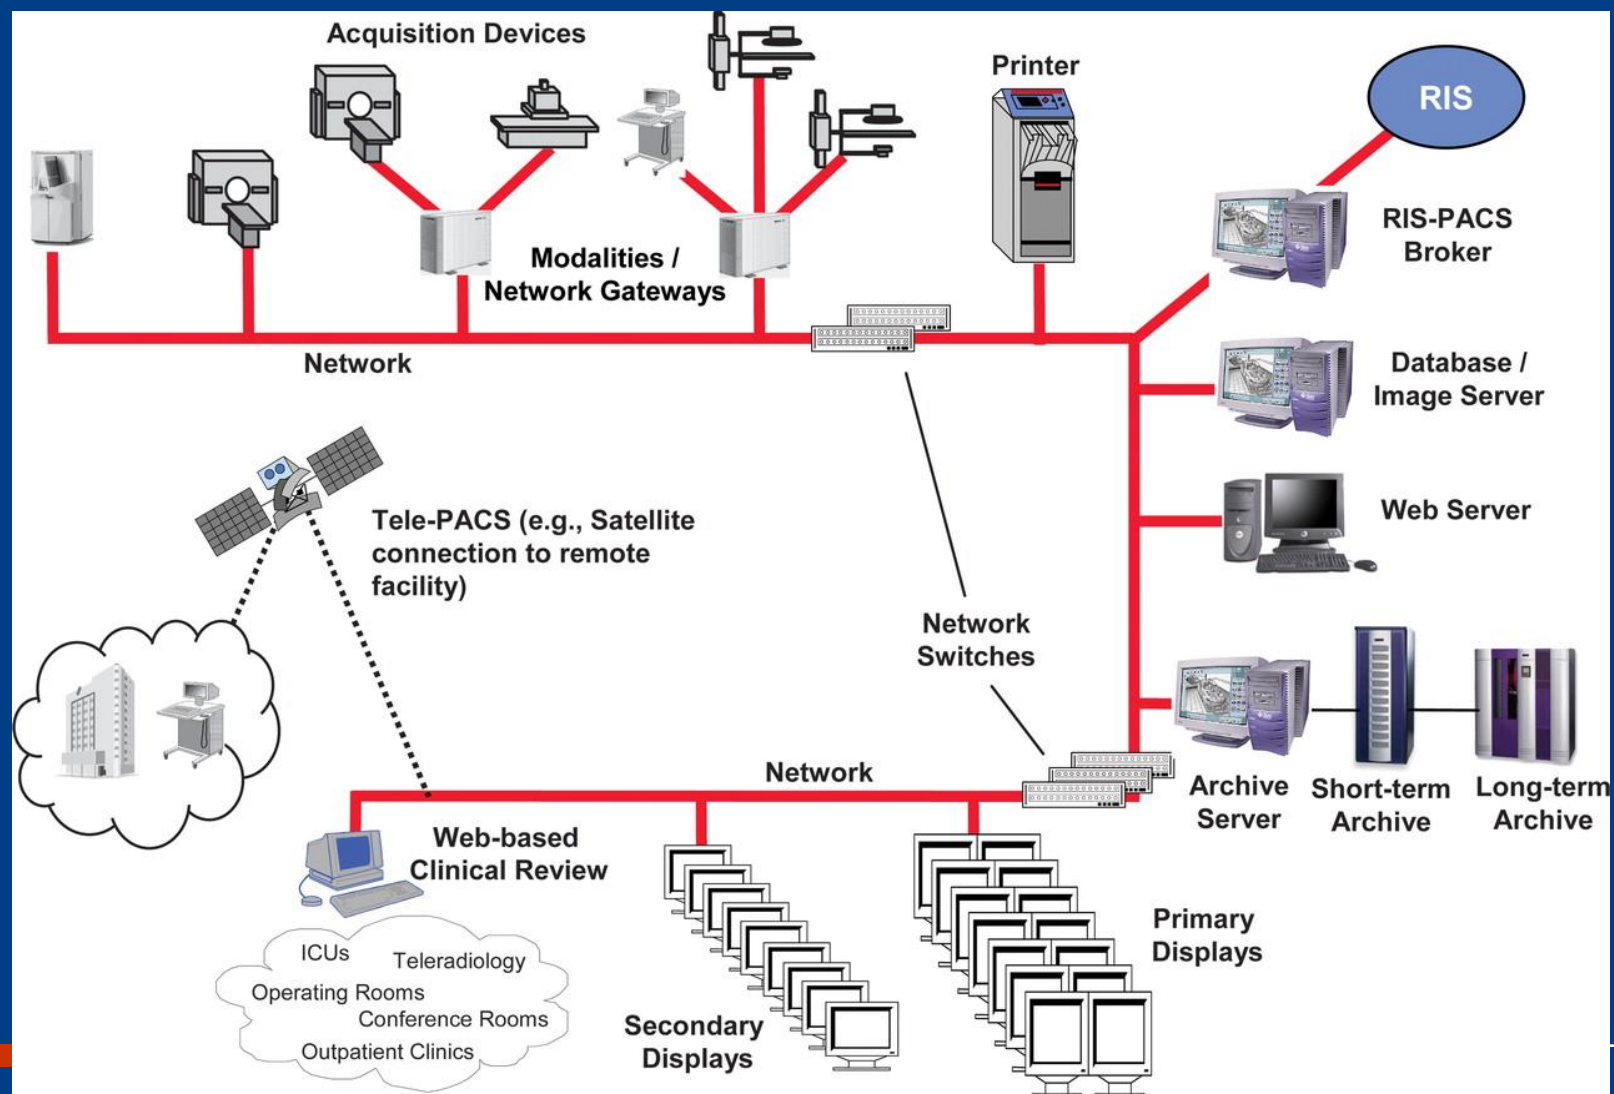 Acquisition Devices
Printer
RIS
RIS-PACS
Broker
Modalities /
Network Gateways
Network
Database /
Image Server
Web Server
Tele-PACS (e.g., Satellite
connection to remote
facility)
Network
Switches
Network
Archive
Server
Short-term
Archive
Long-term
Archive
Web-based
Clinical Review
ICUs
Teleradiology
Operating Rooms
Conference Rooms
Outpatient Clinics
Secondary
Displays
Primary
Displays